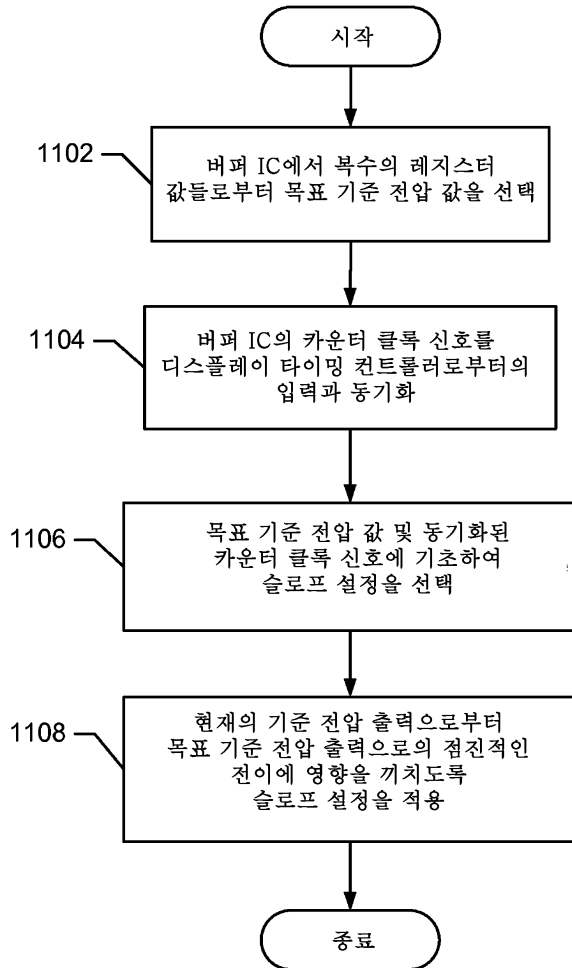 시작
1102
버퍼 IC에서 복수의 레지스터
값들로부터 목표 기준 전압 값을 선택
1104
버퍼 IC의 카운터 클록 신호를
디스플레이 타이밍 컨트롤러로부터의
입력과 동기화
1106
목표 기준 전압 값 및 동기화된
카운터 클록 신호에 기초하여
슬로프 설정을 선택
1108
현재의 기준 전압 출력으로부터
목표 기준 전압 출력으로의 점진적인
전이에 영향을 끼치도록
슬로프 설정을 적용
종료